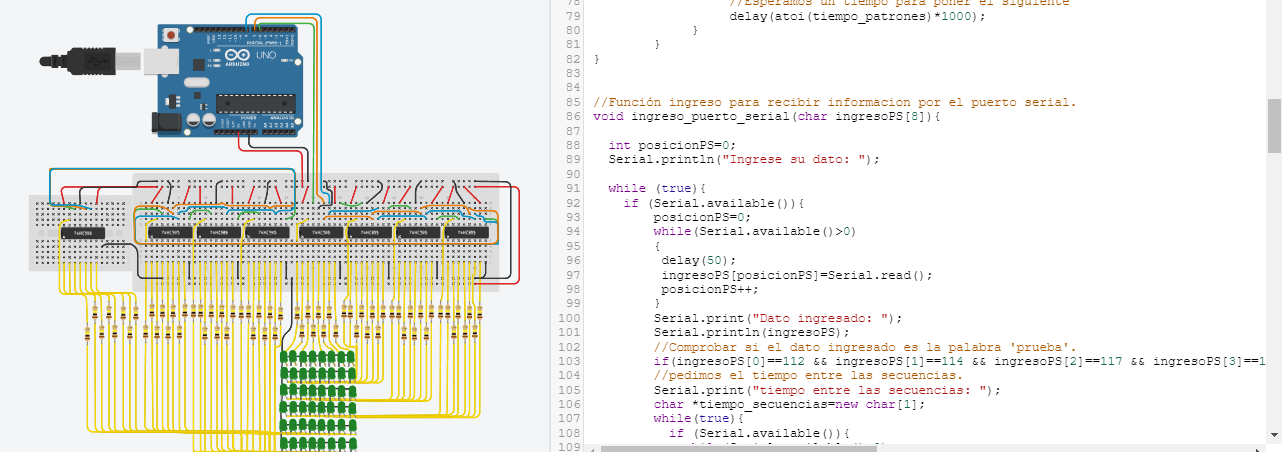 UNO
ARDUINO
DIGITAL (PWM~)
POWER
ANALOG IN
74HC595
74HC595
74HC595
74HC595
74HC595
74HC595
74HC595
74HC595
78 //Esperamos un tiempo para poner el siguiente
79 delay(atoi(tiempo_patrones)*1000);
80 }
81 }
82 }
83
84
85 //Función ingreso para recibir informacion por el puerto serial.
86 void ingreso_puerto_serial(char ingresoPS[8]){
87
88 int posicionPS=0;
89 Serial.println("Ingrese su dato: ");
90
91 while (true){
92 if (Serial.available()){
93 posicionPS=0;
94 while(Serial.available()>0)
95 {
96 delay(50);
97 ingresoPS[posicionPS]=Serial.read();
98 posicionPS++;
99 }
100 Serial.print("Dato ingresado: ");
101 Serial.println(ingresoPS);
102 //Comprobar si el dato ingresado es la palabra 'prueba'.
103 if(ingresoPS[0]==112 && ingresoPS[1]==114 && ingresoPS[2]==117 && ingresoPS[3]==1
104 //pedimos el tiempo entre las secuencias.
105 Serial.print("tiempo entre las secuencias: ");
106 char *tiempo_secuencias=new char[1];
107 while(true){
108 if (Serial.available()){
109